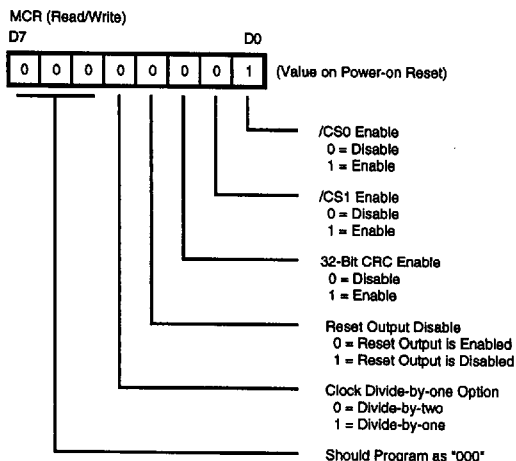 MCR (Read/Write)
D7 D0
0 0 0 0 0 0 0 1 (Value on Power-on Reset)
/CS0 Enable
0 = Disable
1 = Enable
/CS1 Enable
0 = Disable
1 = Enable
32-Bit CRC Enable
0 = Disable
1 = Enable
Reset Output Disable
0 = Reset Output is Enabled
1 = Reset Output is Disabled
Clock Divide-by-one Option
0 = Divide-by-two
1 = Divide-by-one
Should Program as "000"